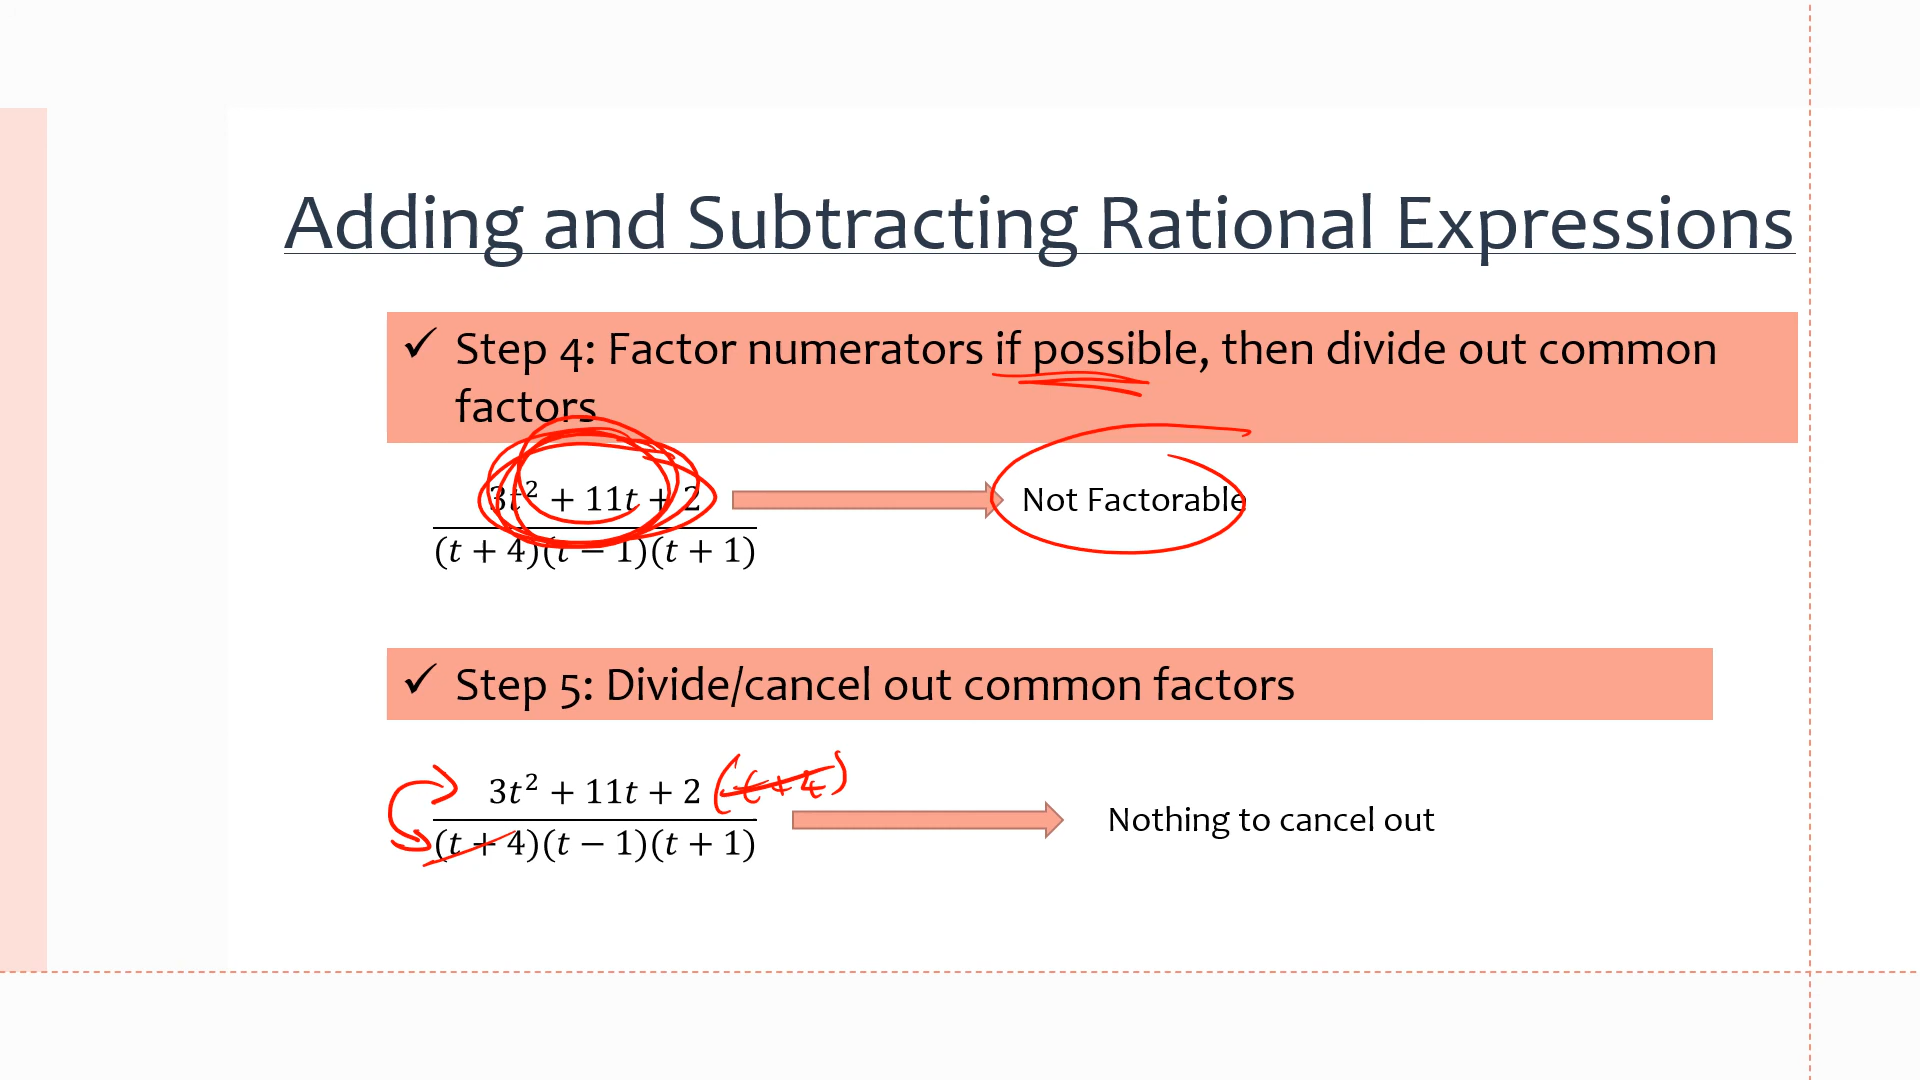 Adding and Subtracting Rational Expressions
✓ Step 4: Factor numerators if possible, then divide out common
factors
3t² + 11t + 2
(t + 4)(t − 1)(t + 1)
Not Factorable
✓ Step 5: Divide/cancel out common factors
3t² + 11t + 2 (t+4)
(t + 4)(t − 1)(t + 1)
Nothing to cancel out